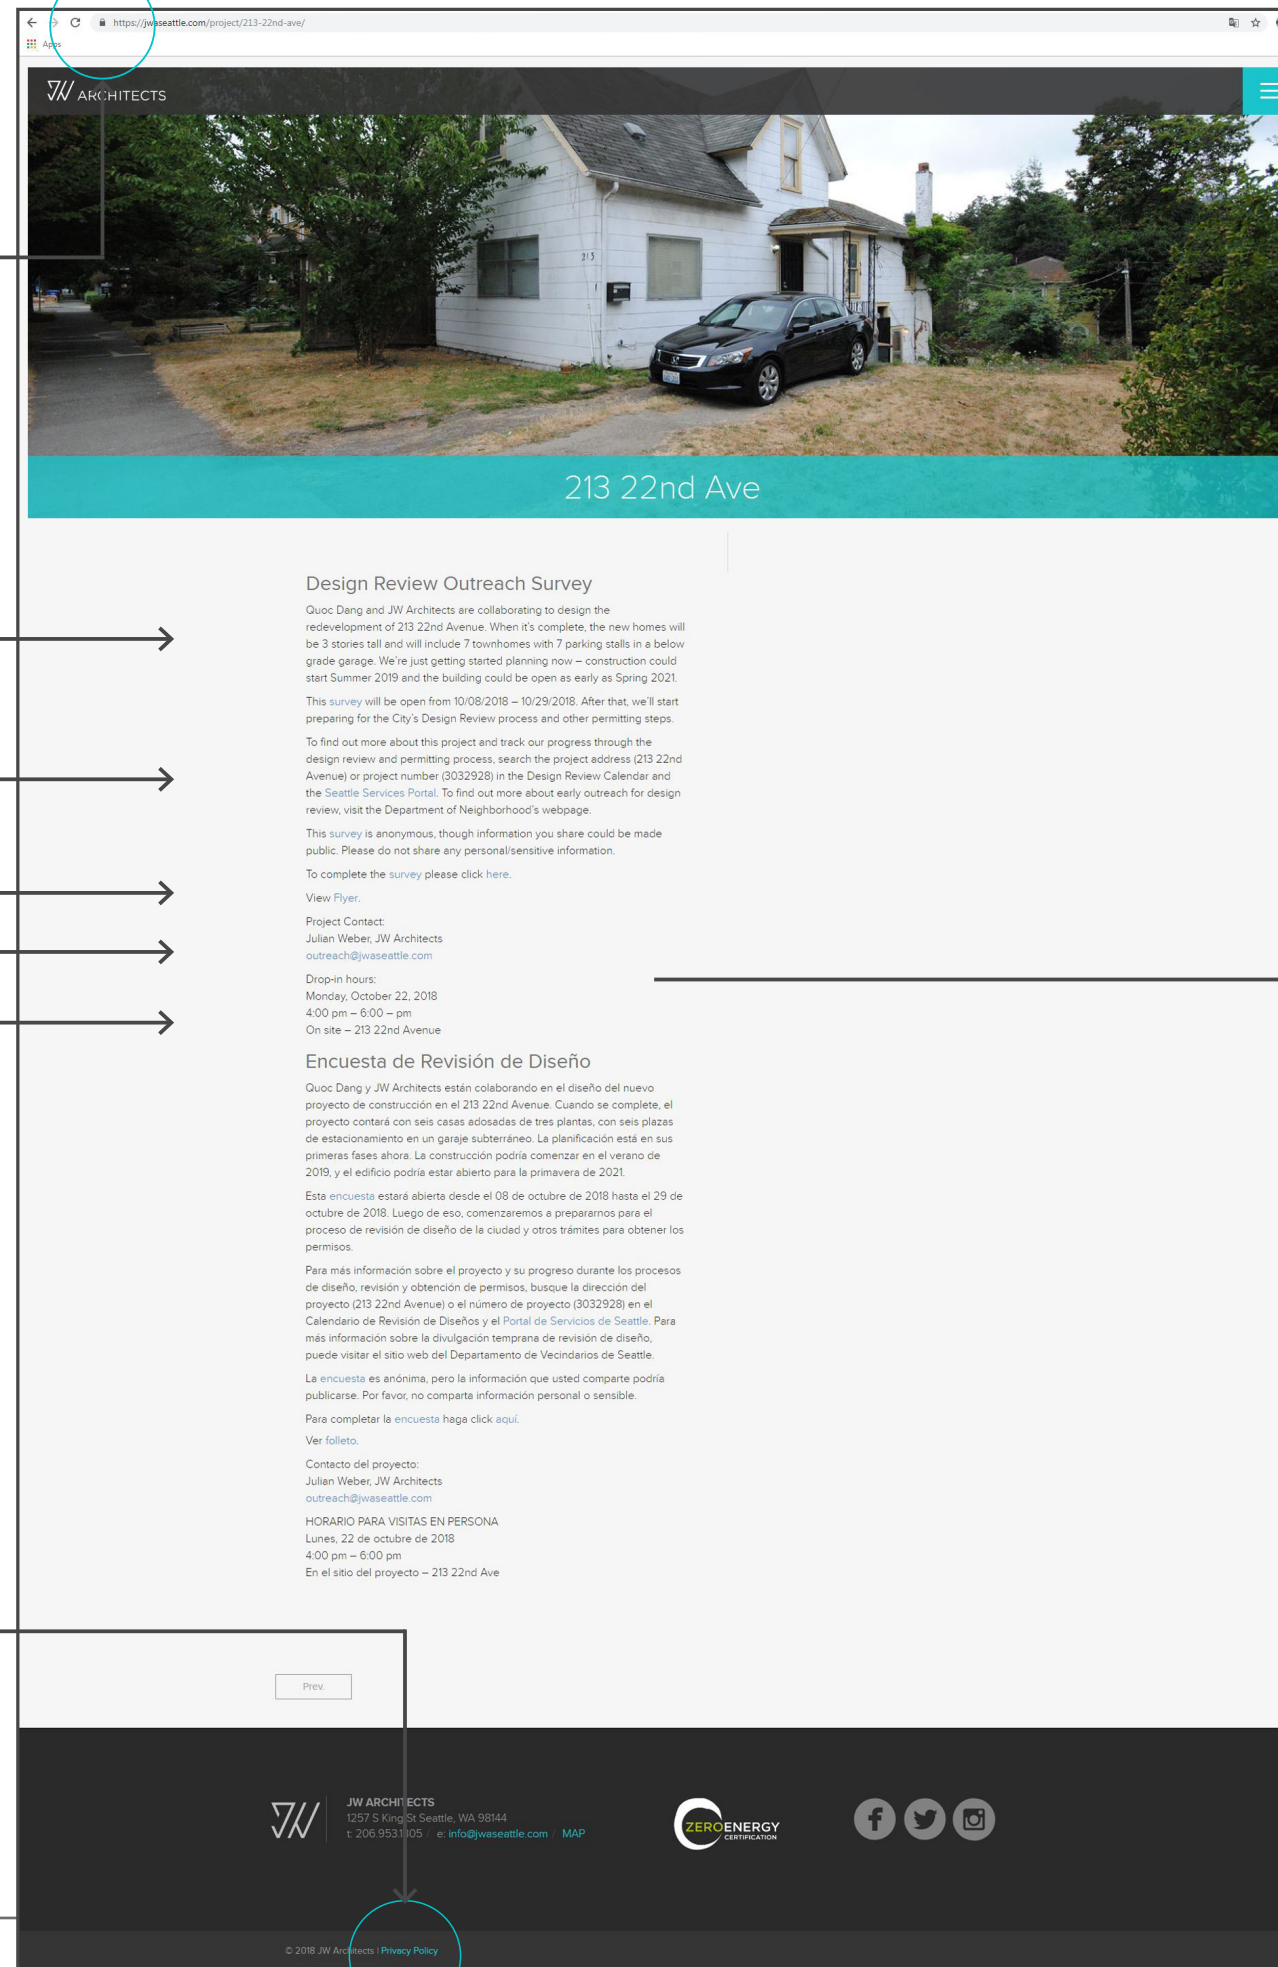 https://jwaseattle.com/project/213-22nd-ave/
Apps
JW ARCHITECTS
213
213 22nd Ave
Design Review Outreach Survey
Quoc Dang and JW Architects are collaborating to design the
redevelopment of 213 22nd Avenue. When it's complete, the new homes will
be 3 stories tall and will include 7 townhomes with 7 parking stalls in a below
grade garage. We're just getting started planning now – construction could
start Summer 2019 and the building could be open as early as Spring 2021.
This survey will be open from 10/08/2018 – 10/29/2018. After that, we'll start
preparing for the City's Design Review process and other permitting steps.
To find out more about this project and track our progress through the
design review and permitting process, search the project address (213 22nd
Avenue) or project number (3032928) in the Design Review Calendar and
the Seattle Services Portal. To find out more about early outreach for design
review, visit the Department of Neighborhood's webpage.
This survey is anonymous, though information you share could be made
public. Please do not share any personal/sensitive information.
To complete the survey please click here.
View Flyer.
Project Contact:
Julian Weber, JW Architects
outreach@jwaseattle.com
Drop-in hours:
Monday, October 22, 2018
4:00 pm – 6:00 – pm
On site – 213 22nd Avenue
Encuesta de Revisión de Diseño
Quoc Dang y JW Architects están colaborando en el diseño del nuevo
proyecto de construcción en el 213 22nd Avenue. Cuando se complete, el
proyecto contará con seis casas adosadas de tres plantas, con seis plazas
de estacionamiento en un garaje subterráneo. La planificación está en sus
primeras fases ahora. La construcción podría comenzar en el verano de
2019, y el edificio podría estar abierto para la primavera de 2021.
Esta encuesta estará abierta desde el 08 de octubre de 2018 hasta el 29 de
octubre de 2018. Luego de eso, comenzaremos a prepararnos para el
proceso de revisión de diseño de la ciudad y otros trámites para obtener los
permisos.
Para más información sobre el proyecto y su progreso durante los procesos
de diseño, revisión y obtención de permisos, busque la dirección del
proyecto (213 22nd Avenue) o el número de proyecto (3032928) en el
Calendario de Revisión de Diseños y el Portal de Servicios de Seattle. Para
más información sobre la divulgación temprana de revisión de diseño,
puede visitar el sitio web del Departamento de Vecindarios de Seattle.
La encuesta es anónima, pero la información que usted comparte podría
publicarse. Por favor, no comparta información personal o sensible.
Para completar la encuesta haga click aquí.
Ver folleto.
Contacto del proyecto:
Julian Weber, JW Architects
outreach@jwaseattle.com
HORARIO PARA VISITAS EN PERSONA
Lunes, 22 de octubre de 2018
4:00 pm – 6:00 pm
En el sitio del proyecto – 213 22nd Ave
Prev.
JW
JW ARCHITECTS
1257 S King St Seattle, WA 98144
t: 206.953.1305 / e: info@jwaseattle.com / MAP
ZEROENERGY
CERTIFICATION
© 2018 JW Architects | Privacy Policy